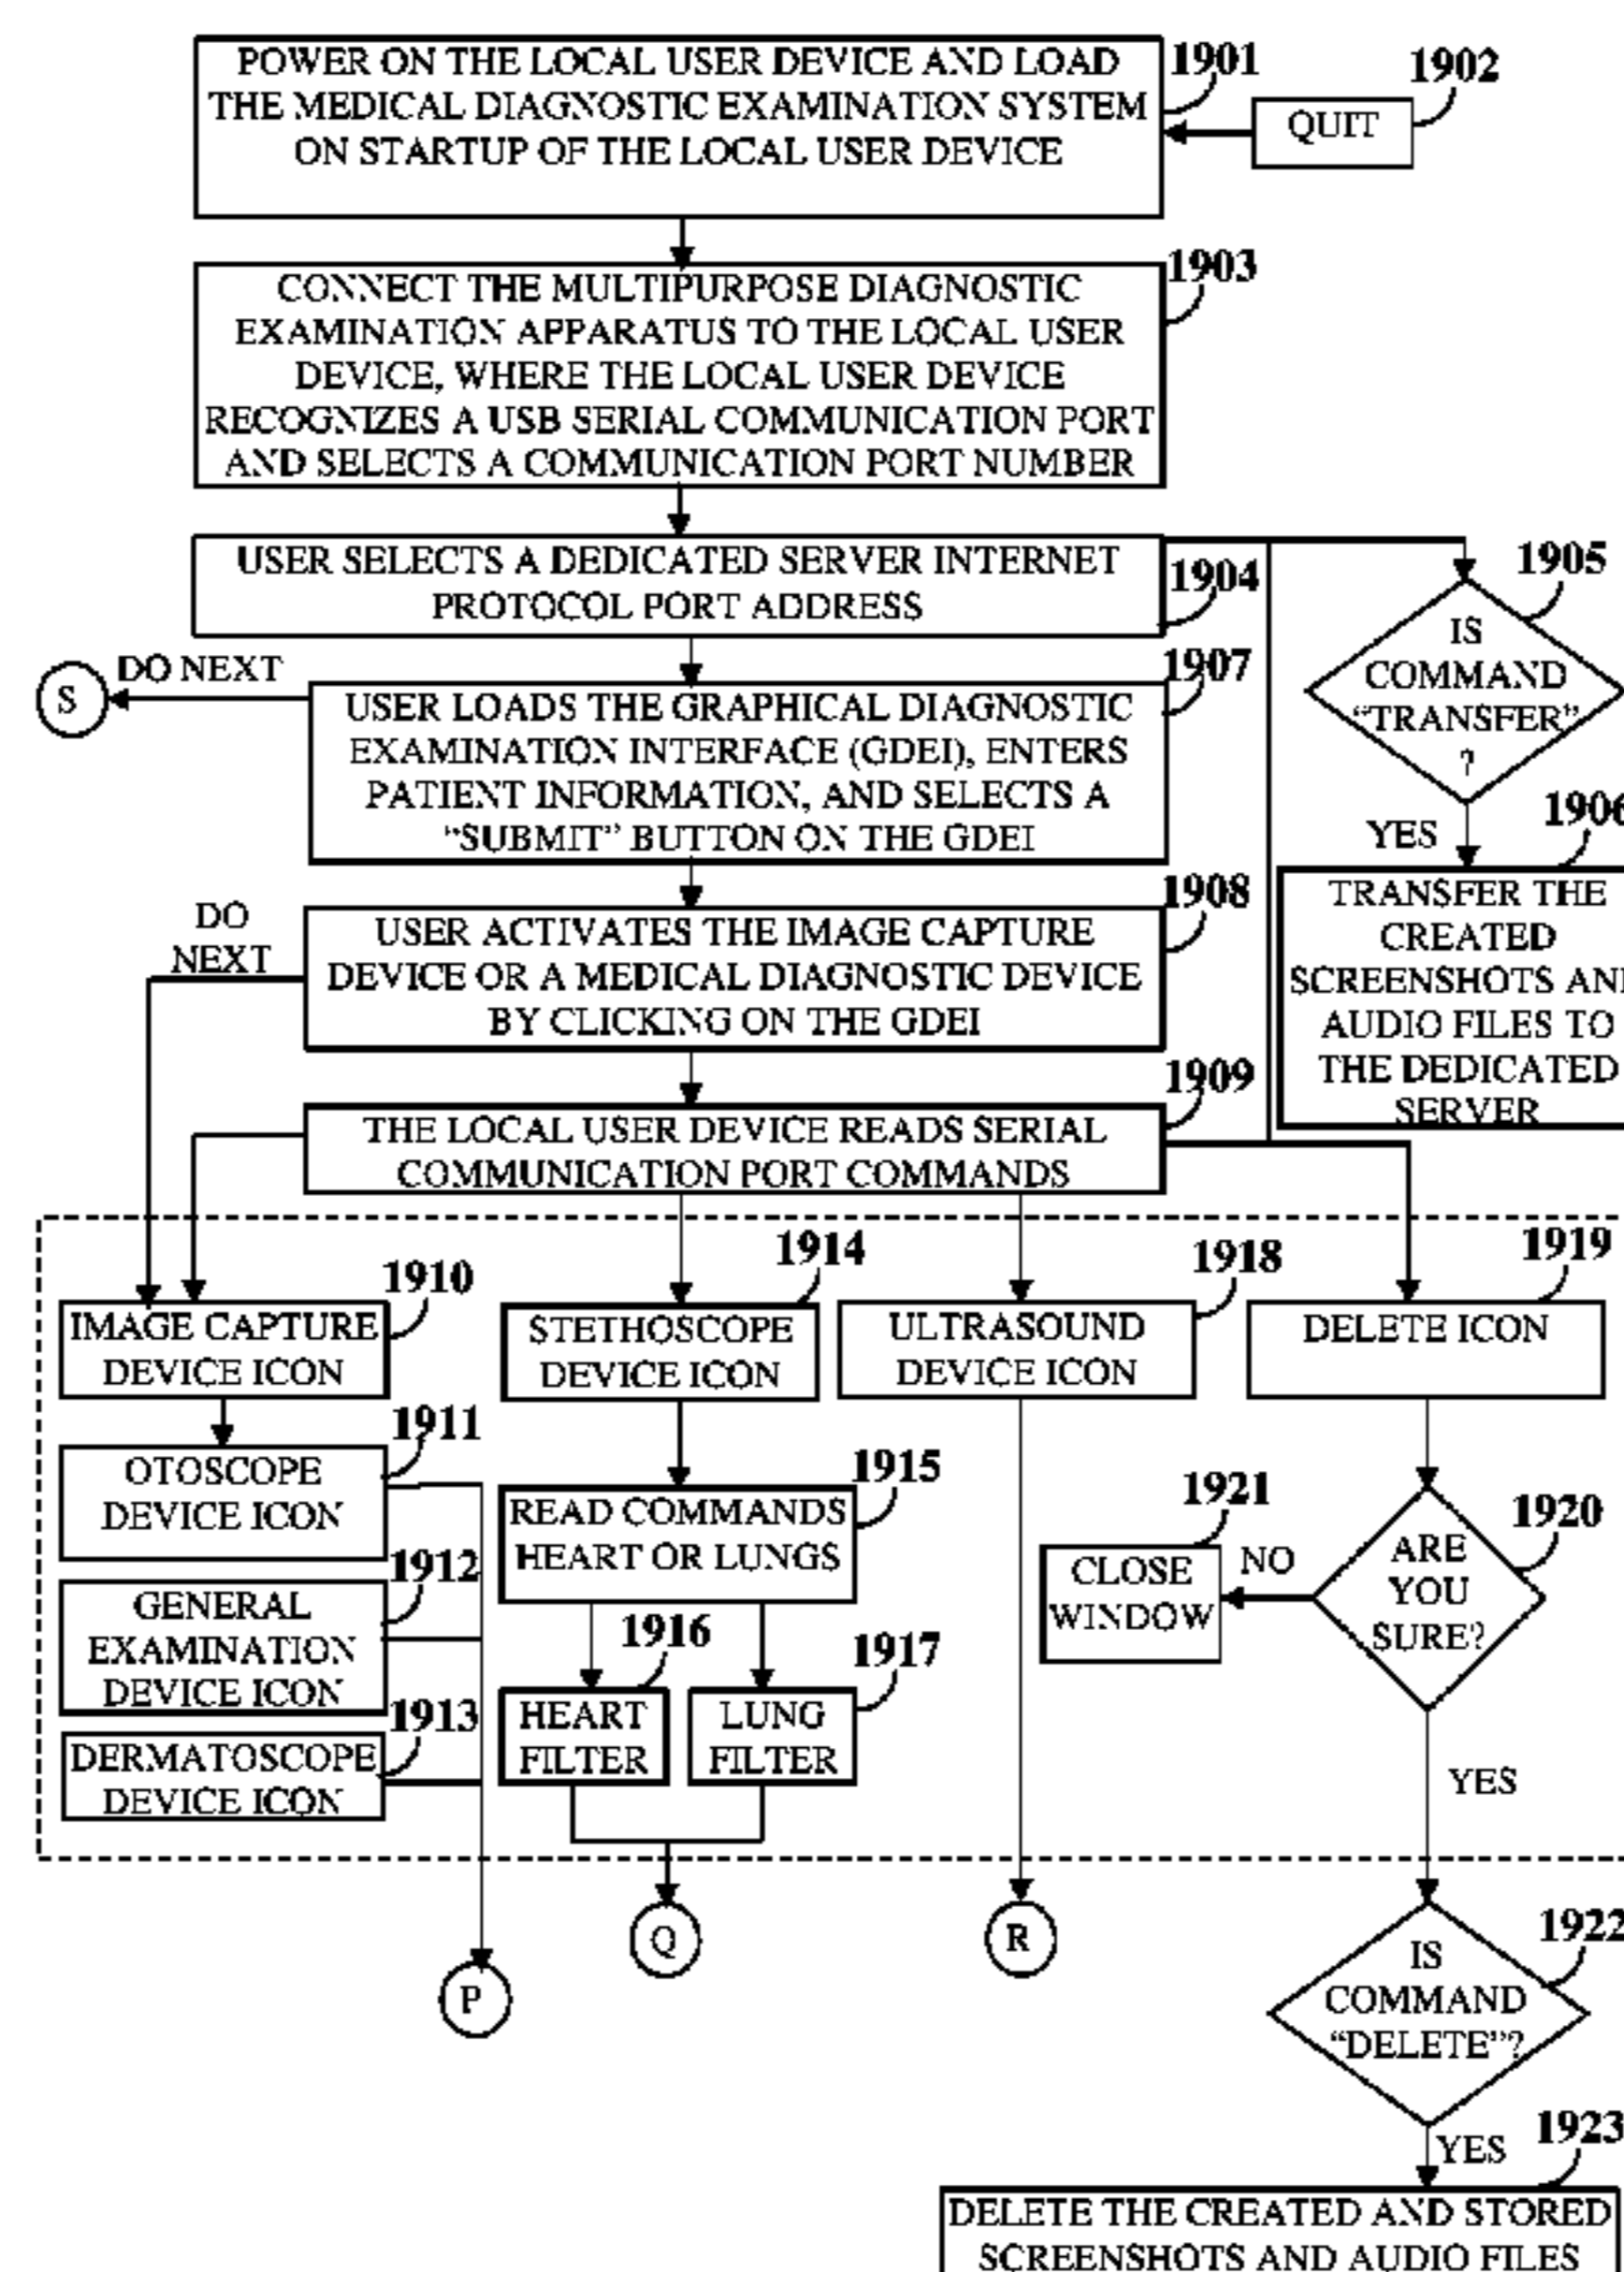 POWER ON THE LOCAL USER DEVICE AND LOAD
THE MEDICAL DIAGNOSTIC EXAMINATION SYSTEM
ON STARTUP OF THE LOCAL USER DEVICE
1901
1902
QUIT
CONNECT THE MULTIPURPOSE DIAGNOSTIC
EXAMINATION APPARATUS TO THE LOCAL USER
DEVICE, WHERE THE LOCAL USER DEVICE
RECOGNIZES A USB SERIAL COMMUNICATION PORT
AND SELECTS A COMMUNICATION PORT NUMBER
1903
USER SELECTS A DEDICATED SERVER INTERNET
PROTOCOL PORT ADDRESS
1904
1905
IS
COMMAND
“TRANSFER”
?
YES
1906
TRANSFER THE
CREATED
SCREENSHOTS AND
AUDIO FILES TO
THE DEDICATED
SERVER
S
DO NEXT
1907
USER LOADS THE GRAPHICAL DIAGNOSTIC
EXAMINATION INTERFACE (GDEI), ENTERS
PATIENT INFORMATION, AND SELECTS A
“SUBMIT” BUTTON ON THE GDEI
DO
NEXT
1908
USER ACTIVATES THE IMAGE CAPTURE
DEVICE OR A MEDICAL DIAGNOSTIC DEVICE
BY CLICKING ON THE GDEI
1909
THE LOCAL USER DEVICE READS SERIAL
COMMUNICATION PORT COMMANDS
1910
IMAGE CAPTURE
DEVICE ICON
1911
OTOSCOPE
DEVICE ICON
1912
GENERAL
EXAMINATION
DEVICE ICON
1913
DERMATOSCOPE
DEVICE ICON
P
1914
STETHOSCOPE
DEVICE ICON
1915
READ COMMANDS
HEART OR LUNGS
1916
HEART
FILTER
1917
LUNG
FILTER
Q
1918
ULTRASOUND
DEVICE ICON
R
1919
DELETE ICON
1920
ARE
YOU
SURE?
NO
1921
CLOSE
WINDOW
YES
1922
IS
COMMAND
“DELETE”?
YES
1923
DELETE THE CREATED AND STORED
SCREENSHOTS AND AUDIO FILES